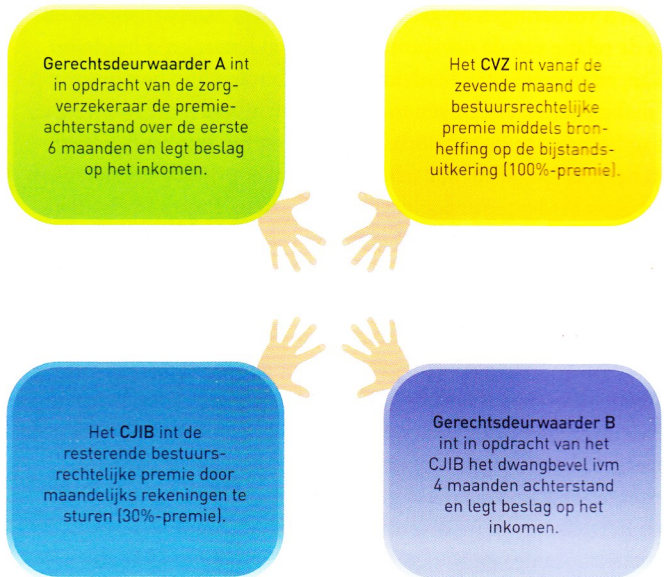 Gerechtsdeurwaarder A int
in opdracht van de zorg-
verzekeraar de premie-
achterstand over de eerste
6 maanden en legt beslag
op het inkomen.
Het CVZ int vanaf de
zevende maand de
bestuursrechtelijke
premie middels bron-
heffing op de bijstands-
uitkering (100%-premie).
Het CJIB int de
resterende bestuurs-
rechtelijke premie door
maandelijks rekeningen te
sturen (30%-premie).
Gerechtsdeurwaarder B
int in opdracht van het
CJIB het dwangbevel ivm
4 maanden achterstand
en legt beslag op het
inkomen.